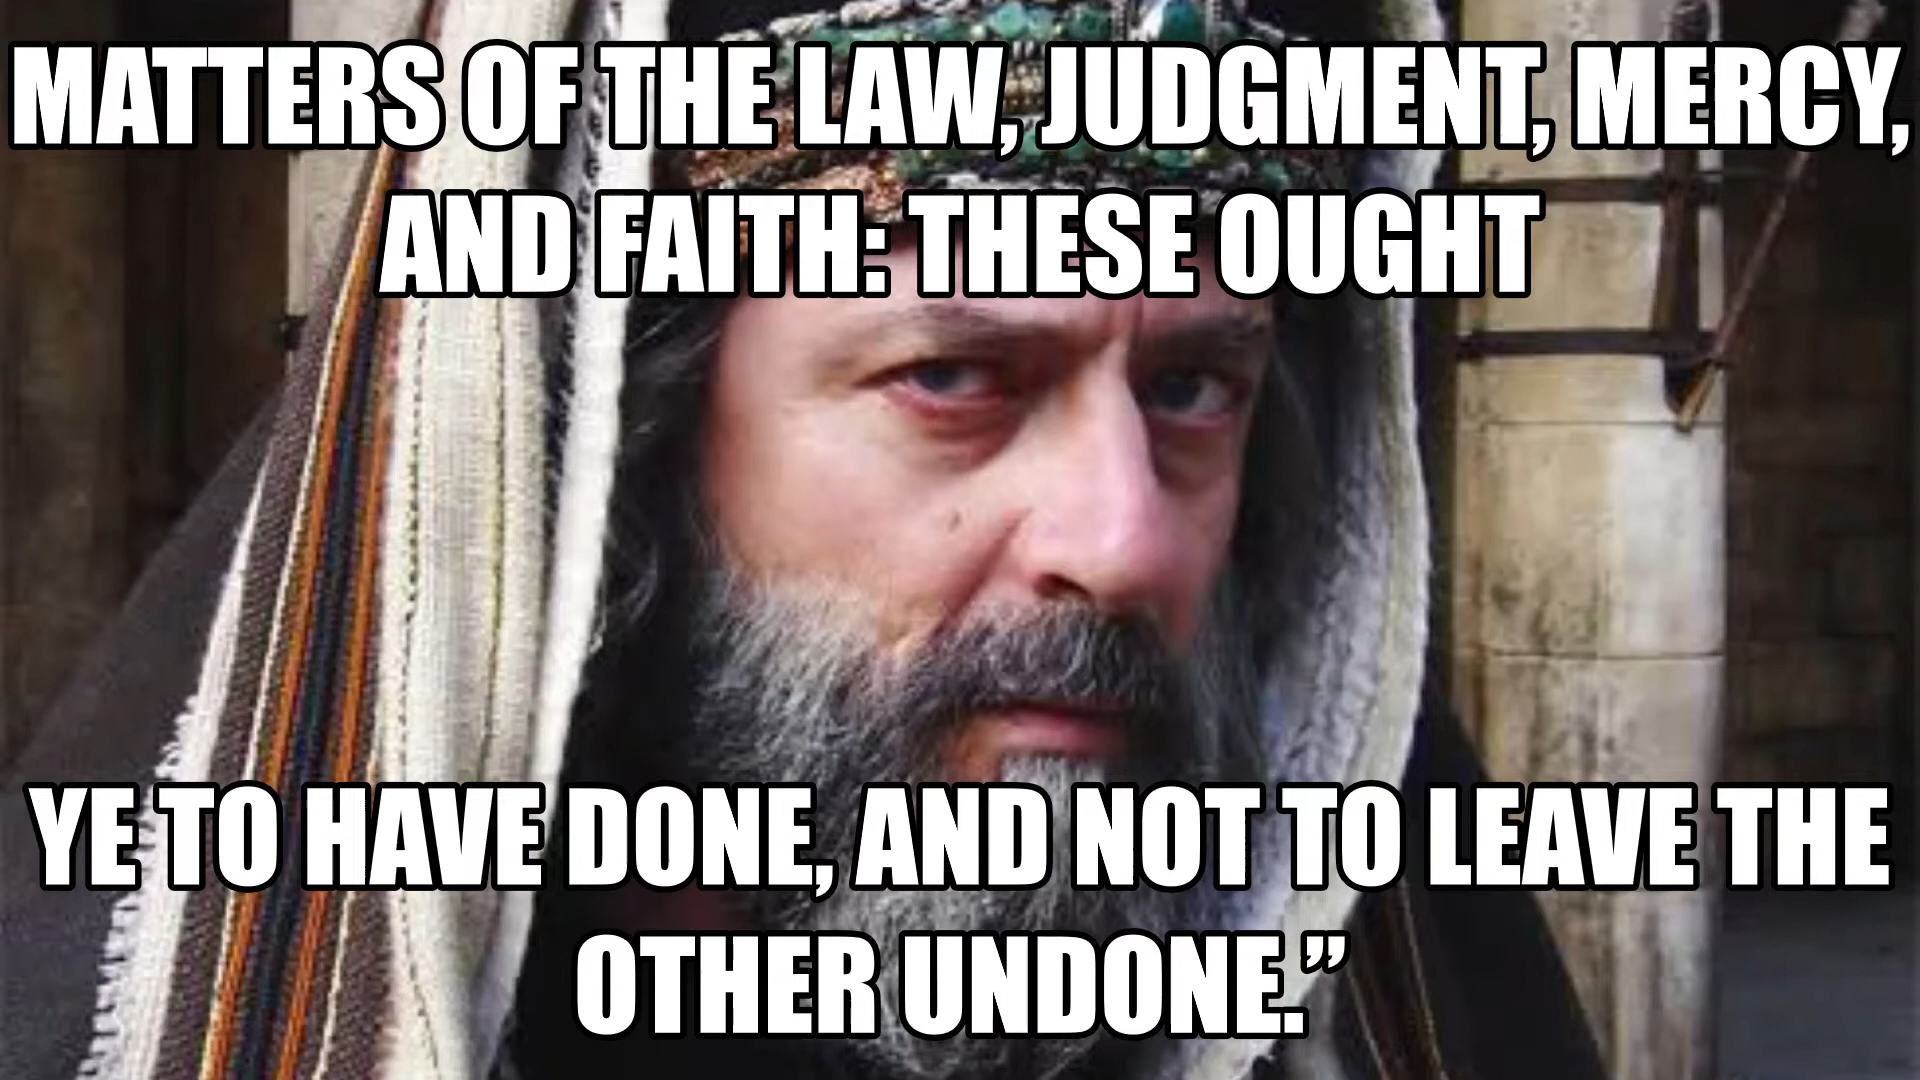 MATTERS OF THE LAW, JUDGMENT, MERCY,
AND FAITH: THESE OUGHT
YE TO HAVE DONE, AND NOT TO LEAVE THE
OTHER UNDONE.”